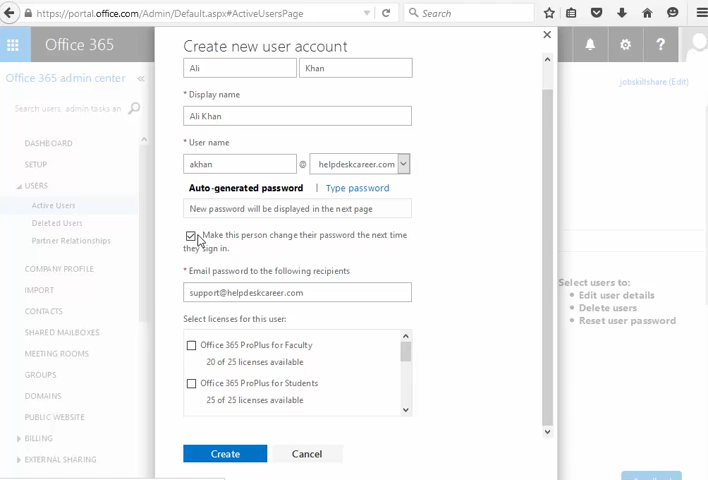 https://portal.office.com/Admin/Default.aspx#ActiveUsersPage
Search
Office 365
?
Office 365 admin center «
Search users, admin tasks an
DASHBOARD
SETUP
USERS
Active Users
Deleted Users
Partner Relationships
COMPANY PROFILE
IMPORT
CONTACTS
SHARED MAILBOXES
MEETING ROOMS
GROUPS
DOMAINS
PUBLIC WEBSITE
BILLING
EXTERNAL SHARING
Create new user account
Ali Khan
* Display name
Ali Khan
* User name
akhan @ helpdeskcareer.com
Auto-generated password | Type password
New password will be displayed in the next page
Make this person change their password the next time
they sign in.
* Email password to the following recipients
support@helpdeskcareer.com
Select licenses for this user:
Office 365 ProPlus for Faculty
20 of 25 licenses available
Office 365 ProPlus for Students
25 of 25 licenses available
Create Cancel
jobskillshare (Edit)
Select users to:
Edit user details
Delete users
Reset user password